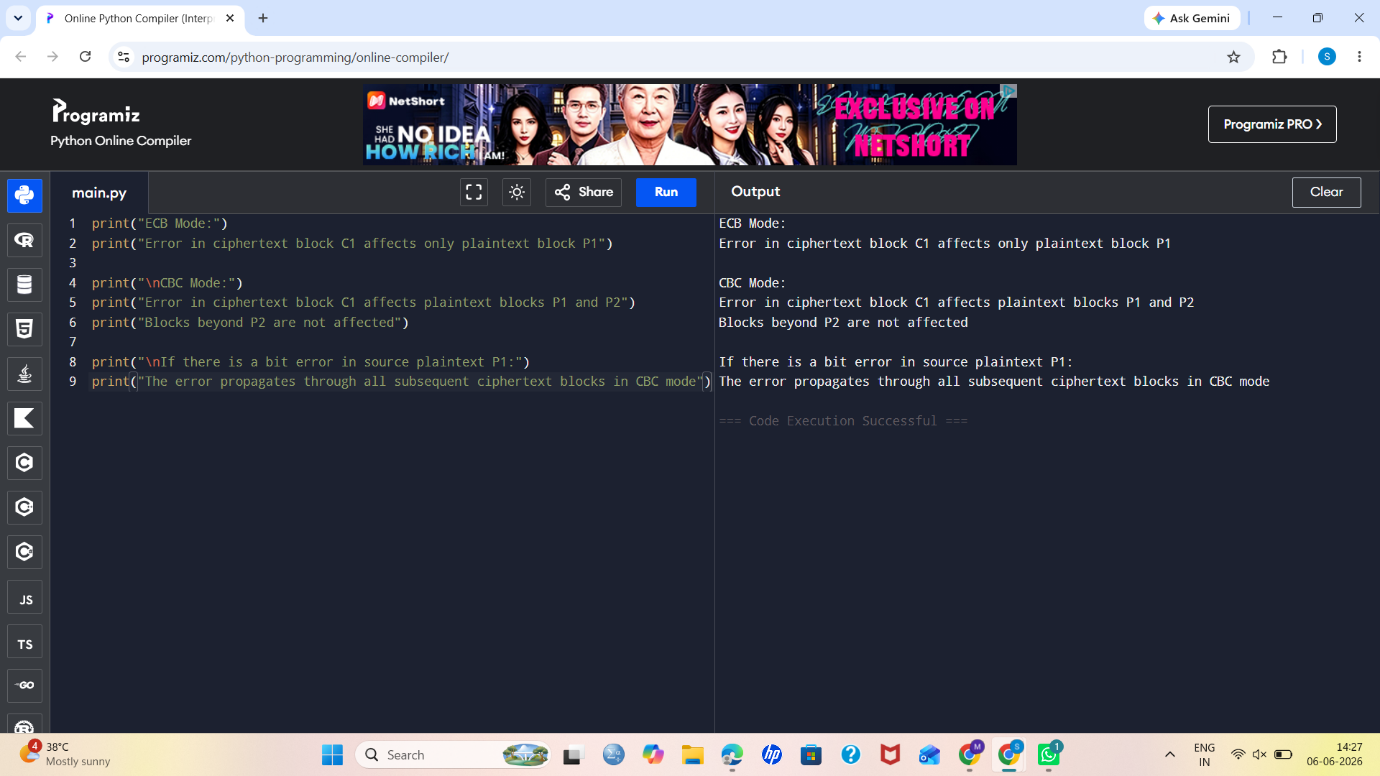 Online Python Compiler (Interp
Ask Gemini
programiz.com/python-programming/online-compiler/
S
Programiz
Python Online Compiler
NetShort
SHE HAD NO IDEA
HOW RICH I AM!
EXCLUSIVE ON
NETSHORT
Programiz PRO
main.py
Share
Run
Output
Clear
1 print("ECB Mode:")
2 print("Error in ciphertext block C1 affects only plaintext block P1")
3
4 print("\nCBC Mode:")
5 print("Error in ciphertext block C1 affects plaintext blocks P1 and P2")
6 print("Blocks beyond P2 are not affected")
7
8 print("\nIf there is a bit error in source plaintext P1:")
9 print("The error propagates through all subsequent ciphertext blocks in CBC mode")
ECB Mode:
Error in ciphertext block C1 affects only plaintext block P1
CBC Mode:
Error in ciphertext block C1 affects plaintext blocks P1 and P2
Blocks beyond P2 are not affected
If there is a bit error in source plaintext P1:
The error propagates through all subsequent ciphertext blocks in CBC mode
=== Code Execution Successful ===
JS
TS
GO
4
38°C
Mostly sunny
Search
hp
M
S
1
ENG
IN
14:27
06-06-2026